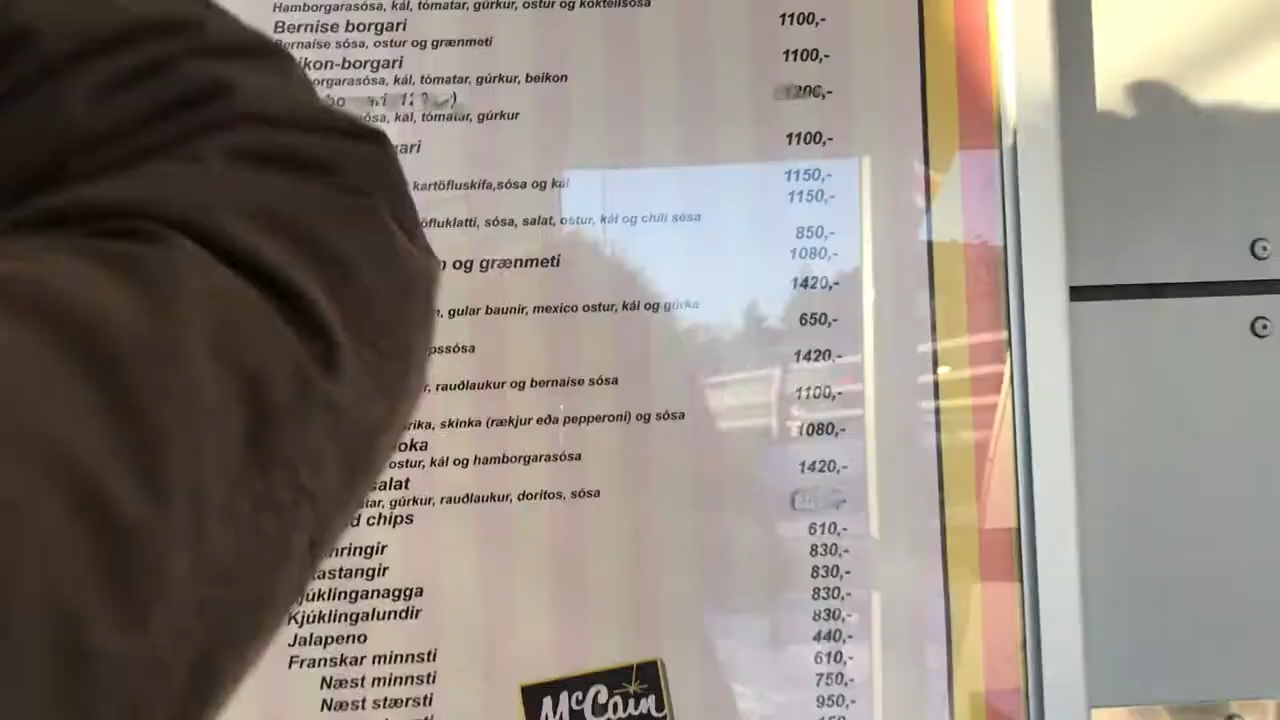 Hamborgarasósa, kál, tómatar, gúrkur, ostur og kokteilsósa
Bernise borgari 1100,-
Bernaise sósa, ostur og grænmeti
ikon-borgari 1100,-
orgarasósa, kál, tómatar, gúrkur, beikon
ósa, kal, tómatar, gúrkur
ari 1100,-
kartöfluskífa,sósa og kál 1150,-
1150,-
öfluklatti, sósa, salat, ostur, kál og chili sósa
850,-
og grænmeti 1080,-
1420,-
gular baunir, mexico ostur, kál og gúrka
650,-
pssósa
1420,-
rauðlaukur og bernaise sósa
1100,-
rika, skinka (rækjur eða pepperoni) og sósa
oka 1080,-
ostur, kál og hamborgarasósa
salat 1420,-
tar, gúrkur, rauðlaukur, doritos, sósa
d chips
nringir 610,-
astangir 830,-
júklinganagga 830,-
Kjúklingalundir 830,-
Jalapeno 830,-
Franskar minnsti 440,-
Næst minnsti 610,-
Næst stærsti 750,-
950,-
McCain